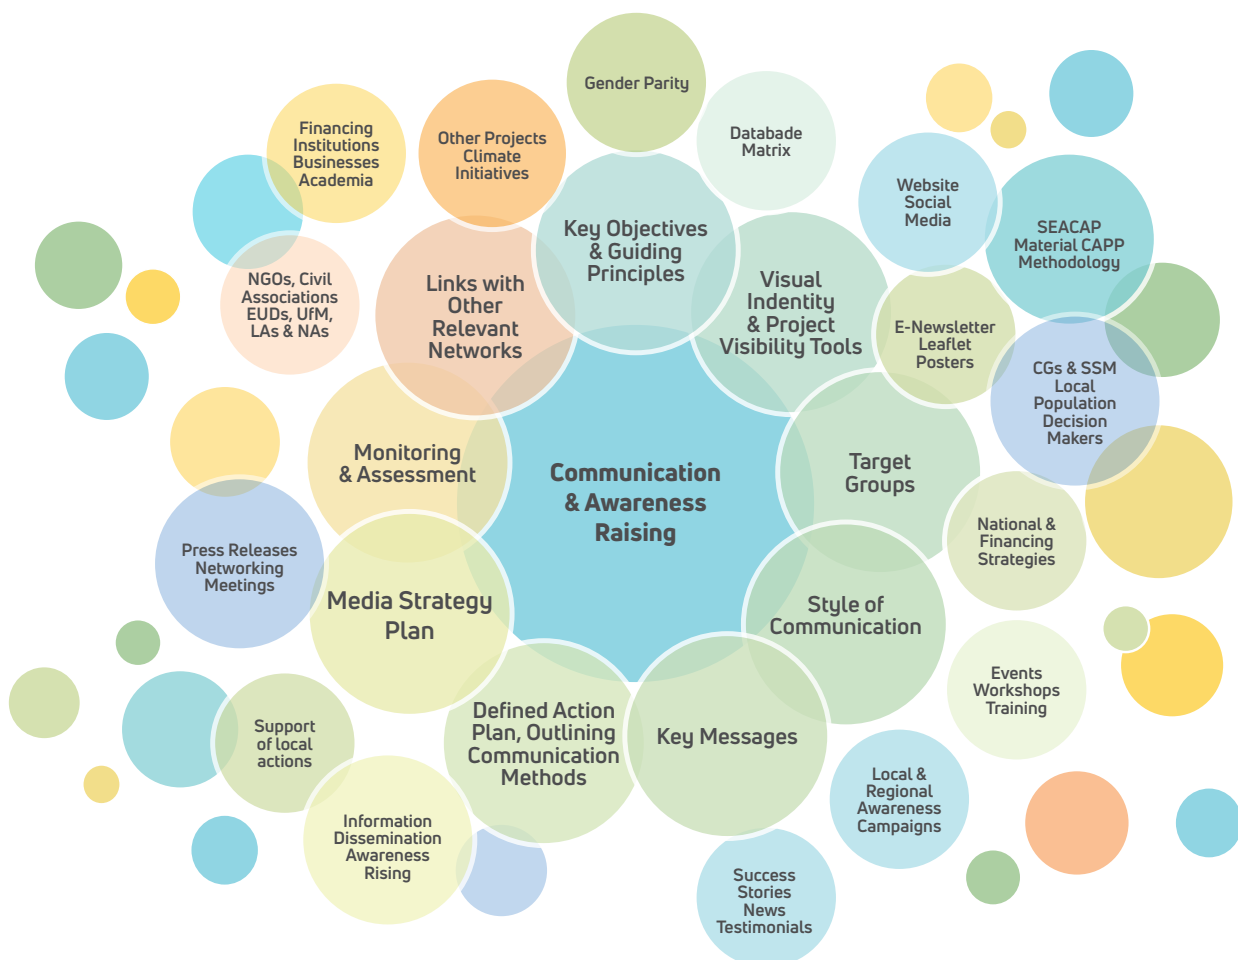 Gender Parity
Financing
Institutions
Businesses
Academia
Other Projects
Climate
Initiatives
Databade
Matrix
Website
Social
Media
SEACAP
Material CAPP
Methodology
Key Objectives
& Guiding
Principles
NGOs, Civil
Associations
EUDs, UfM,
LAs & NAs
Links with
Other
Relevant
Networks
Visual
Indentity
& Project
Visibility Tools
E-Newsletter
Leaflet
Posters
CGs & SSM
Local
Population
Decision
Makers
Monitoring
& Assessment
Communication
& Awareness
Raising
Target
Groups
National &
Financing
Strategies
Press Releases
Networking
Meetings
Media Strategy
Plan
Style of
Communication
Events
Workshops
Training
Support
of local
actions
Defined Action
Plan, Outlining
Communication
Methods
Key Messages
Local &
Regional
Awareness
Campaigns
Information
Dissemination
Awareness
Rising
Success
Stories
News
Testimonials